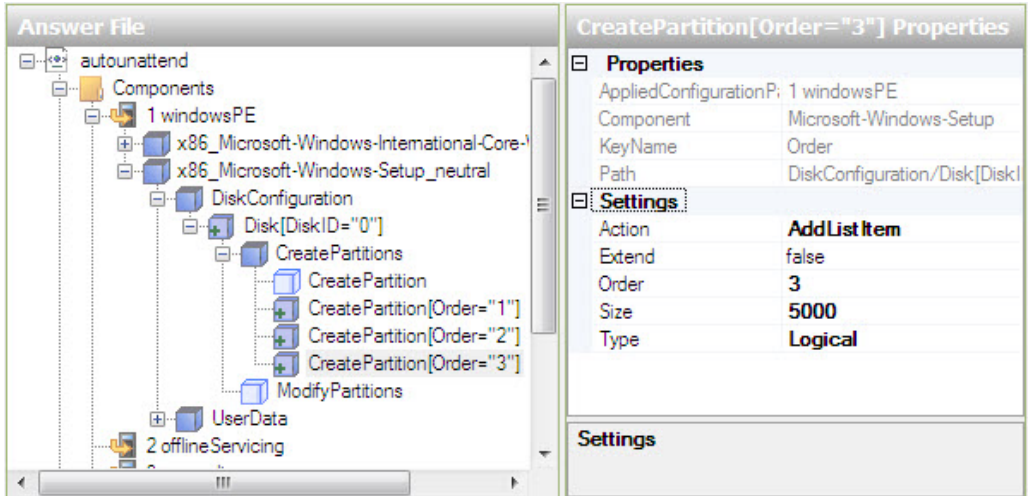 Answer File
autounattend
Components
1 windowsPE
x86_Microsoft-Windows-International-Core-
x86_Microsoft-Windows-Setup_neutral
DiskConfiguration
Disk[DiskID="0"]
CreatePartitions
CreatePartition
CreatePartition[Order="1"]
CreatePartition[Order="2"]
CreatePartition[Order="3"]
ModifyPartitions
UserData
2 offlineServicing
CreatePartition[Order="3"] Properties
Properties
AppliedConfigurationPa 1 windowsPE
Component Microsoft-Windows-Setup
KeyName Order
Path DiskConfiguration/Disk[DiskI
Settings
Action AddListItem
Extend false
Order 3
Size 5000
Type Logical
Settings